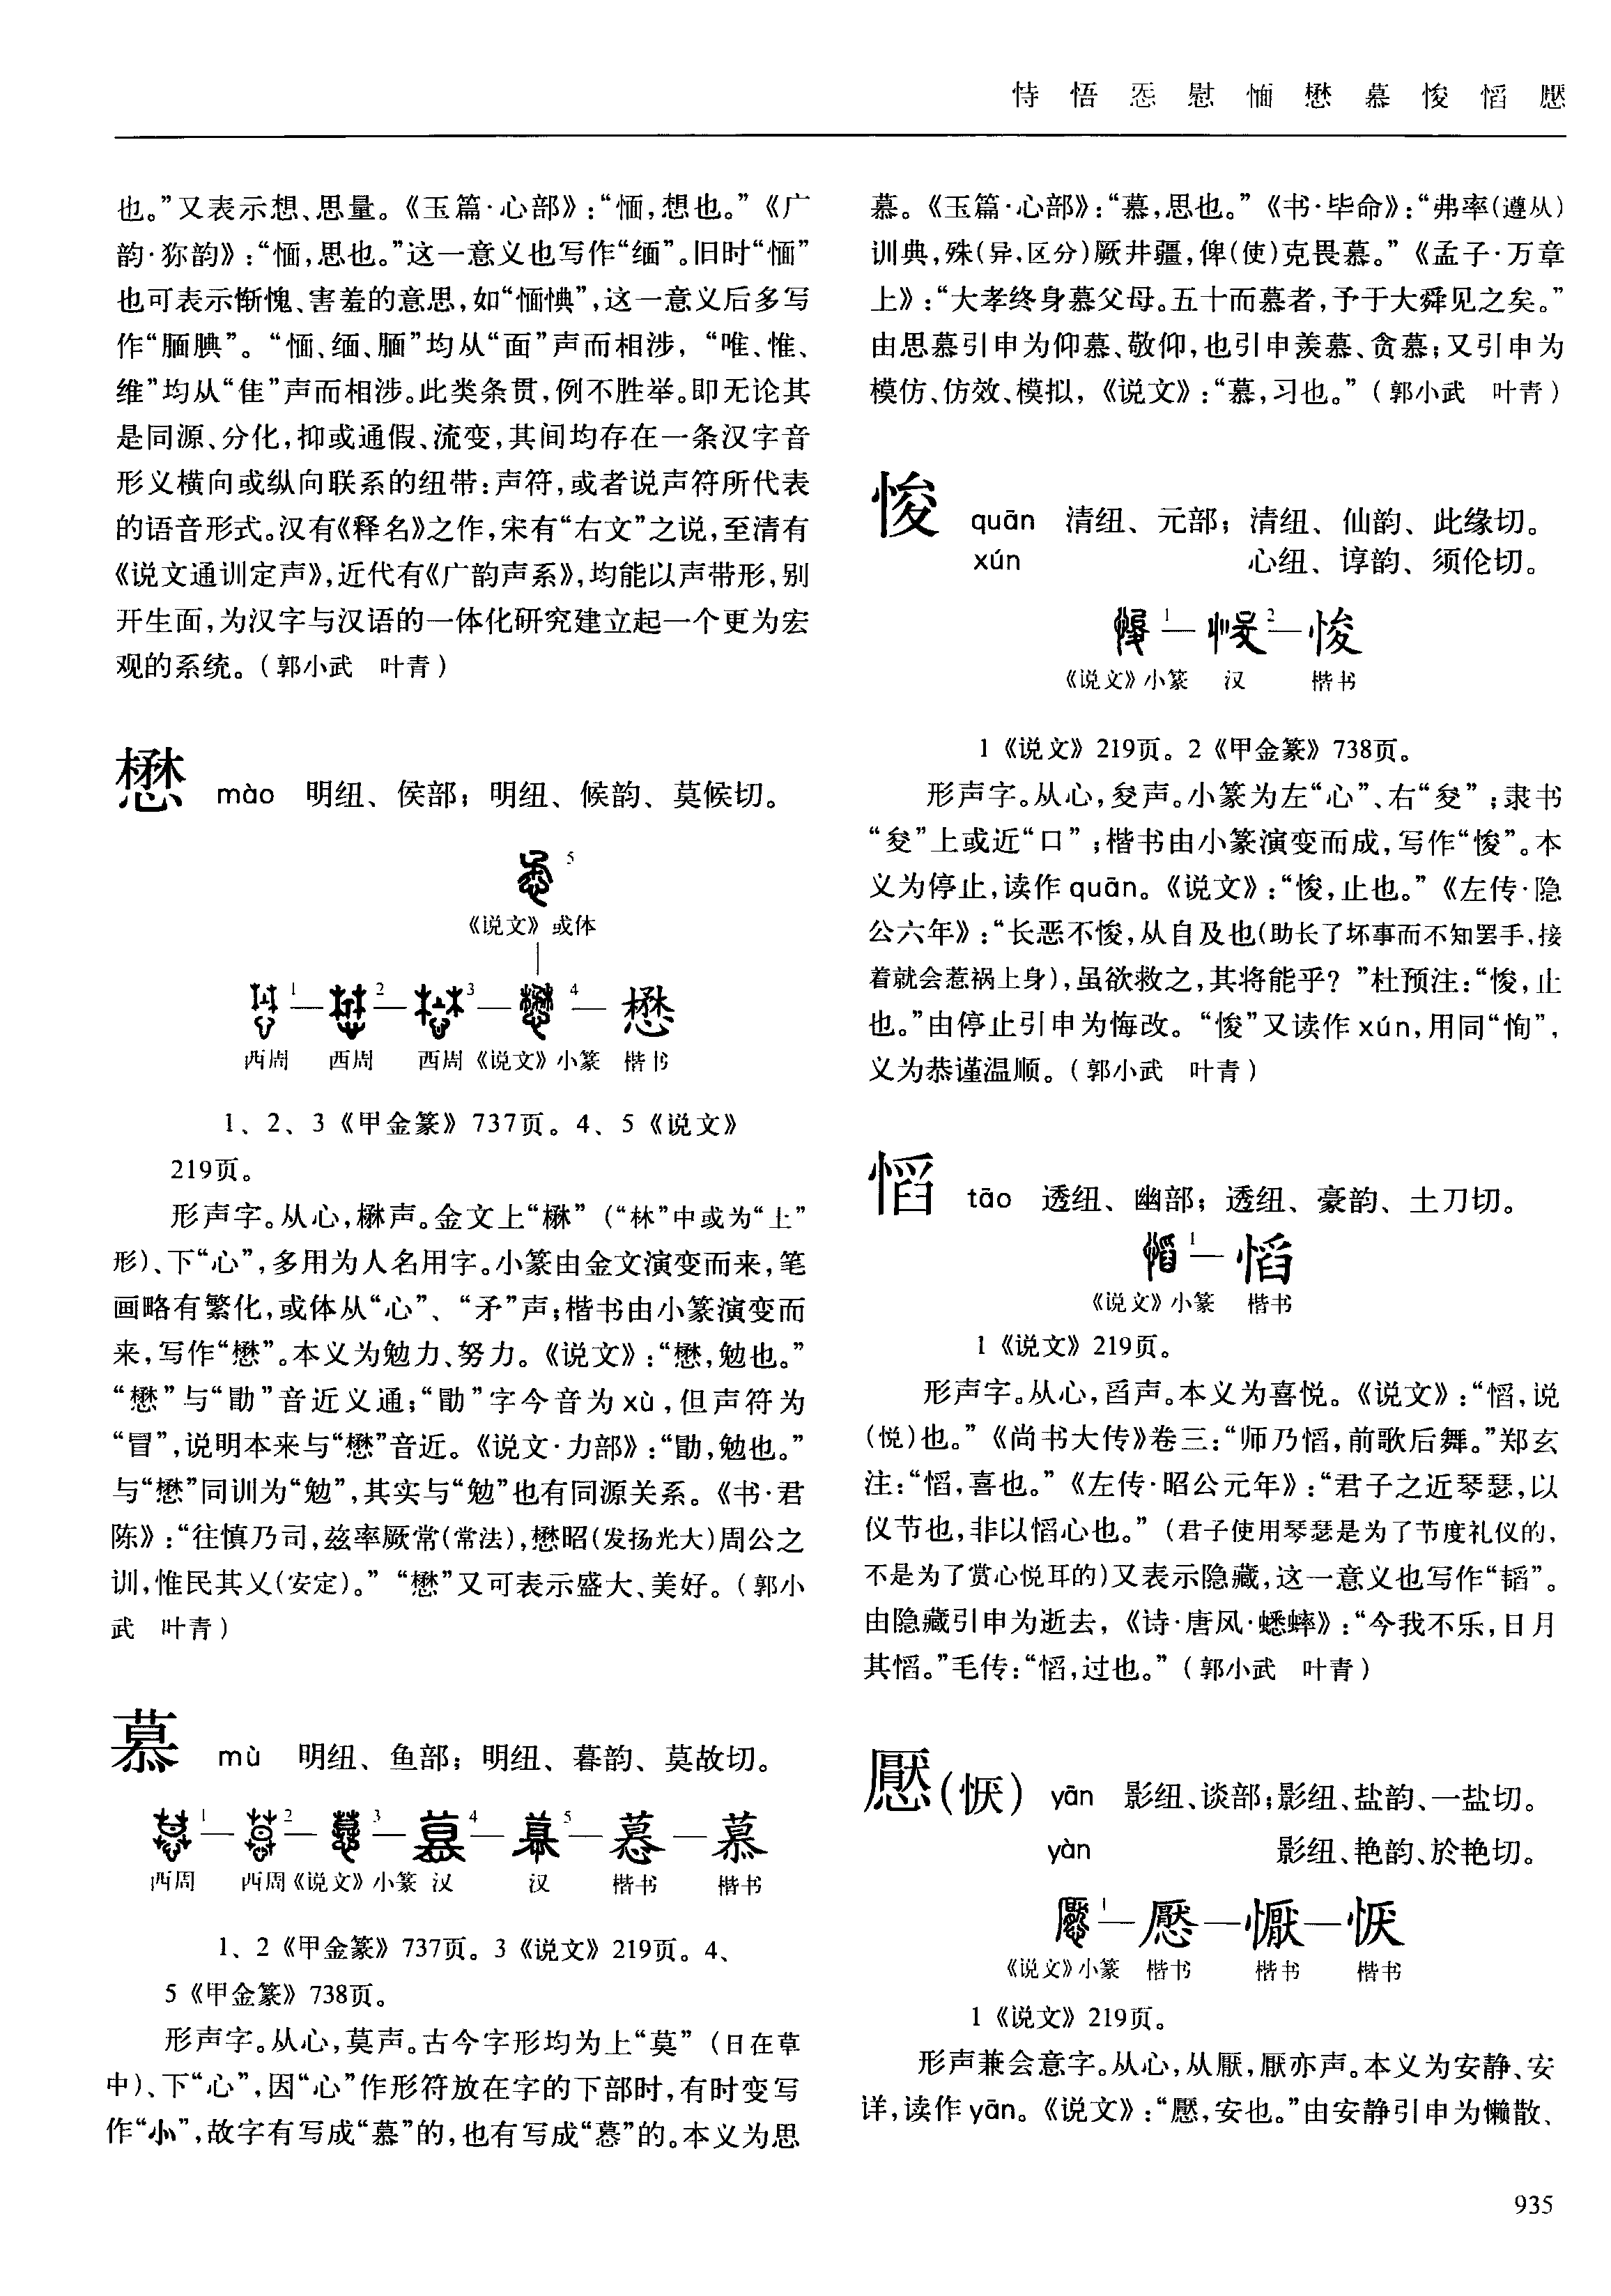 恃 悟 恧 慰 愐 懋 慕 悛 慆 懕
也。”又表示想、思量。《玉篇·心部》:“愐,想也。”《广
韵·狝韵》:“愐,思也。”这一意义也写作“缅”。旧时“愐”
也可表示惭愧、害羞的意思,如“愐惧”,这一意义后多写
作“腼腆”。“愐、缅、腼”均从“面”声而相涉,“唯、惟、
维”均从“隹”声而相涉。此类条贯,例不胜举。即无论其
是同源、分化,抑或通假、流变,其间均存在一条汉字音
形义横向或纵向联系的纽带:声符,或者说声符所代表
的语音形式。汉有《释名》之作,宋有“右文”之说,至清有
《说文通训定声》,近代有《广韵声系》,均能以声带形,别
开生面,为汉字与汉语的一体化研究建立起一个更为宏
观的系统。(郭小武 叶青)
懋 mào 明纽、侯部;明纽、候韵、莫候切。
5
《说文》或体
1—2—3—4—懋
西周 西周 西周 《说文》小篆 楷书
1、2、3《甲金篆》737页。4、5《说文》
219页。
形声字。从心,楙声。金文上“楙”(“林”中或为“土”
形)、下“心”,多用为人名用字。小篆由金文演变而来,笔
画略有繁化,或体从“心”、“矛”声;楷书由小篆演变而
来,写作“懋”。本义为勉力、努力。《说文》:“懋,勉也。”
“懋”与“勖”音近义通;“勖”字今音为xù,但声符为
“冒”,说明本来与“懋”音近。《说文·力部》:“勖,勉也。”
与“懋”同训为“勉”,其实与“勉”也有同源关系。《书·君
陈》:“往慎乃司,兹率厥常(常法),懋昭(发扬光大)周公之
训,惟民其乂(安定)。”“懋”又可表示盛大、美好。(郭小
武 叶青)
慕 mù 明纽、鱼部;明纽、暮韵、莫故切。
1—2—3—4—5—慕—慕
西周 西周 《说文》小篆 汉 汉 楷书 楷书
1、2《甲金篆》737页。3《说文》219页。4、
5《甲金篆》738页。
形声字。从心,莫声。古今字形均为上“莫”(日在草
中)、下“心”,因“心”作形符放在字的下部时,有时变写
作“㣺”,故字有写成“慕”的,也有写成“慕”的。本义为思
慕。《玉篇·心部》:“慕,思也。”《书·毕命》:“弗率(遵从)
训典,殊(异,区分)厥井疆,俾(使)克畏慕。”《孟子·万章
上》:“大孝终身慕父母。五十而慕者,予于大舜见之矣。”
由思慕引申为仰慕、敬仰,也引申羡慕、贪慕;又引申为
模仿、仿效、模拟,《说文》:“慕,习也。”(郭小武 叶青)
悛 quān 清纽、元部;清纽、仙韵、此缘切。
xún 心纽、谆韵、须伦切。
1—2—悛
《说文》小篆 汉 楷书
1《说文》219页。2《甲金篆》738页。
形声字。从心,夋声。小篆为左“心”、右“夋”;隶书
“夋”上或近“口”;楷书由小篆演变而成,写作“悛”。本
义为停止,读作quān。《说文》:“悛,止也。”《左传·隐
公六年》:“长恶不悛,从自及也(助长了坏事而不知罢手,接
着就会惹祸上身),虽欲救之,其将能乎?”杜预注:“悛,止
也。”由停止引申为悔改。“悛”又读作xún,用同“恂”,
义为恭谨温顺。(郭小武 叶青)
慆 tāo 透纽、幽部;透纽、豪韵、土刀切。
1—慆
《说文》小篆 楷书
1《说文》219页。
形声字。从心,舀声。本义为喜悦。《说文》:“慆,说
(悦)也。”《尚书大传》卷三:“师乃慆,前歌后舞。”郑玄
注:“慆,喜也。”《左传·昭公元年》:“君子之近琴瑟,以
仪节也,非以慆心也。”(君子使用琴瑟是为了节度礼仪的,
不是为了赏心悦耳的)又表示隐藏,这一意义也写作“韬”。
由隐藏引申为逝去,《诗·唐风·蟋蟀》:“今我不乐,日月
其慆。”毛传:“慆,过也。”(郭小武 叶青)
懕(恹) yān 影纽、谈部;影纽、盐韵、一盐切。
yàn 影纽、艳韵、於艳切。
1—懕—懨—恹
《说文》小篆 楷书 楷书 楷书
1《说文》219页。
形声兼会意字。从心,从厭,厭亦声。本义为安静、安
详,读作yān。《说文》:“懕,安也。”由安静引申为懒散、
935